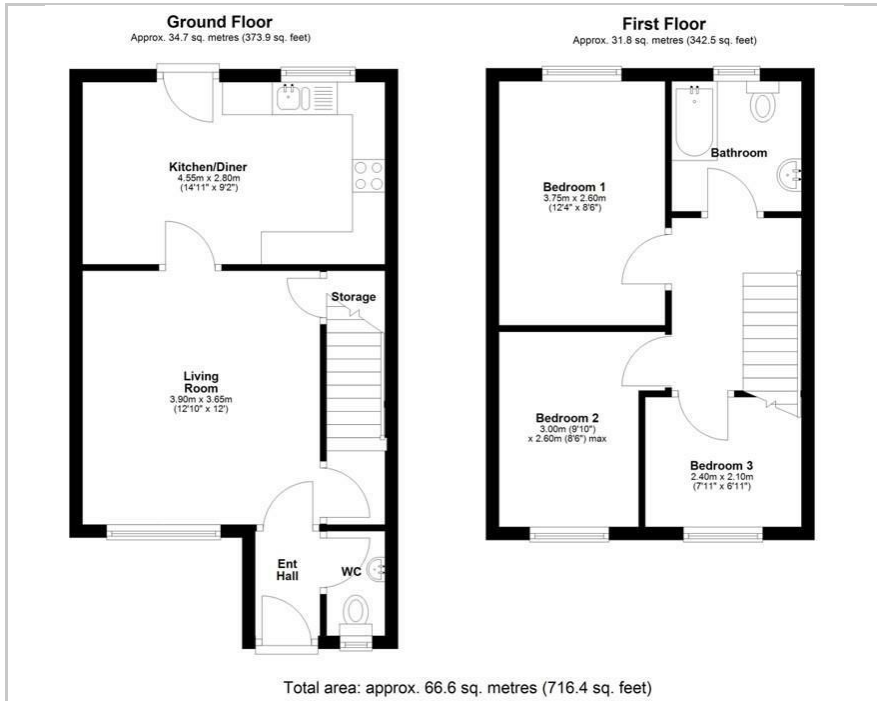 Ground Floor
Approx. 34.7 sq. metres (373.9 sq. feet)
Kitchen/Diner
4.55m x 2.80m
(14'11" x 9'2")
Storage
Living
Room
3.90m x 3.65m
(12'10" x 12')
Ent
Hall
WC
First Floor
Approx. 31.8 sq. metres (342.5 sq. feet)
Bathroom
Bedroom 1
3.75m x 2.60m
(12'4" x 8'6")
Bedroom 2
3.00m (9'10")
x 2.60m (8'6") max
Bedroom 3
2.40m x 2.10m
(7'11" x 6'11")
Total area: approx. 66.6 sq. metres (716.4 sq. feet)